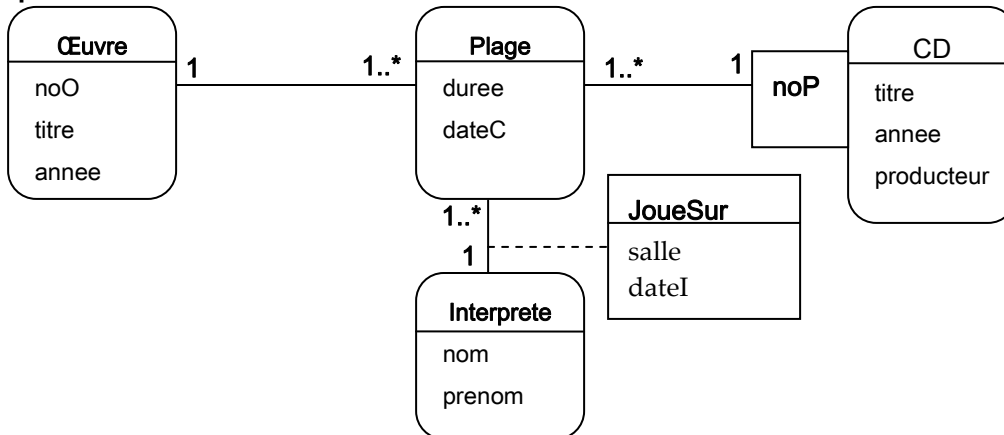 Œuvre
noO
titre
annee
1
1..*
Plage
duree
dateC
1..*
1
noP
CD
titre
annee
producteur
1..*
1
JoueSur
salle
dateI
Interprete
nom
prenom